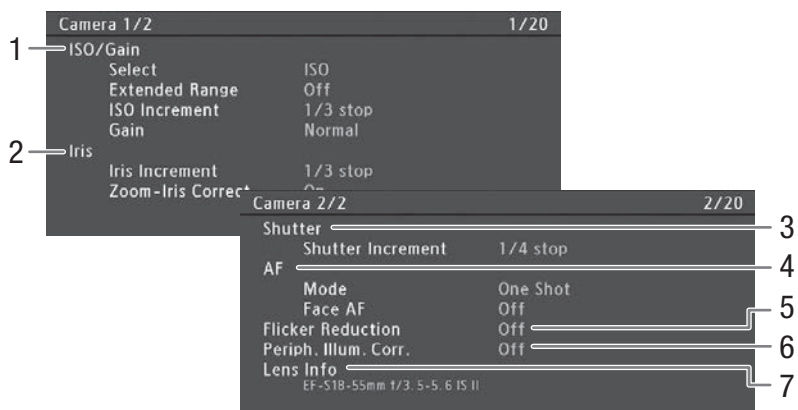 Camera 1/2 1/20
1 ISO/Gain
Select ISO
Extended Range Off
ISO Increment 1/3 stop
Gain Normal
2 Iris
Iris Increment 1/3 stop
Zoom-Iris Correct.
Camera 2/2 2/20
Shutter 3
Shutter Increment 1/4 stop
AF 4
Mode One Shot
Face AF Off
Flicker Reduction Off 5
Periph. Illum. Corr. Off 6
Lens Info 7
EF-S18-55mm f/3.5-5.6 IS II